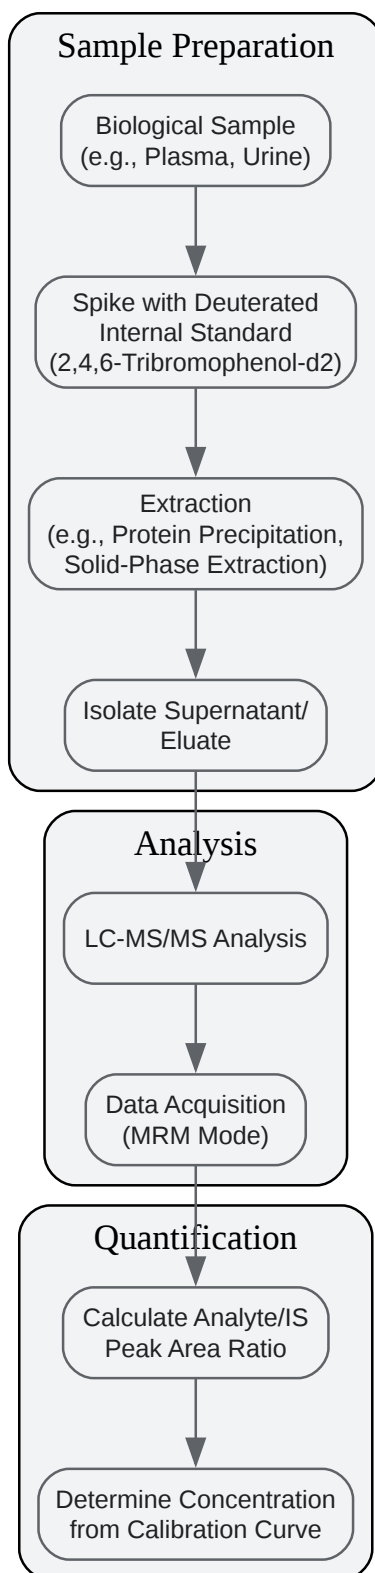 Sample Preparation
Biological Sample
(e.g., Plasma, Urine)
Spike with Deuterated
Internal Standard
(2,4,6-Tribromophenol-d2)
Extraction
(e.g., Protein Precipitation,
Solid-Phase Extraction)
Isolate Supernatant/
Eluate
Analysis
LC-MS/MS Analysis
Data Acquisition
(MRM Mode)
Quantification
Calculate Analyte/IS
Peak Area Ratio
Determine Concentration
from Calibration Curve